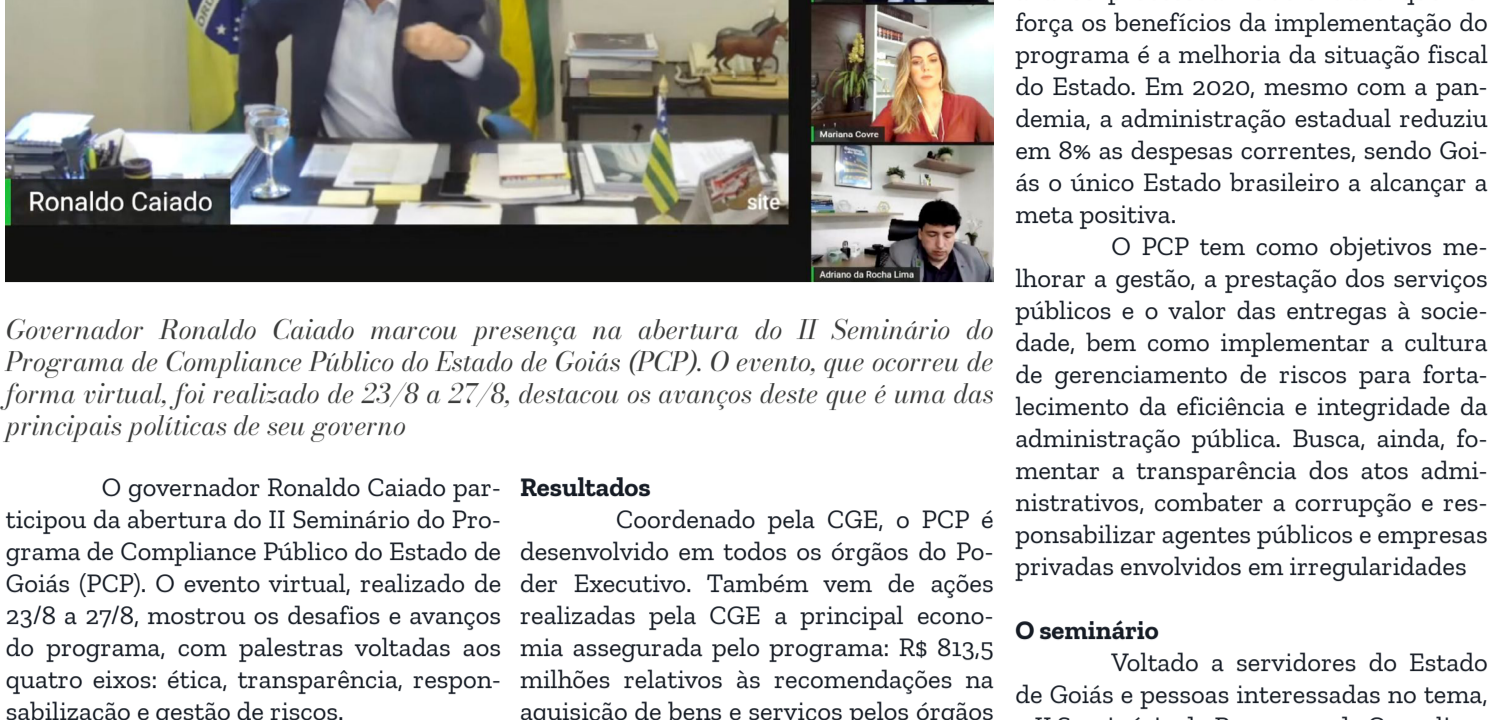 ORD
Mariana Covre
Ronaldo Caiado
site
Adriano da Rocha Lima
Governador Ronaldo Caiado marcou presença na abertura do II Seminário do
Programa de Compliance Público do Estado de Goiás (PCP). O evento, que ocorreu de
forma virtual, foi realizado de 23/8 a 27/8, destacou os avanços deste que é uma das
principais políticas de seu governo
O governador Ronaldo Caiado par-
ticipou da abertura do II Seminário do Pro-
grama de Compliance Público do Estado de
Goiás (PCP). O evento virtual, realizado de
23/8 a 27/8, mostrou os desafios e avanços
do programa, com palestras voltadas aos
quatro eixos: ética, transparência, respon-
sabilização e gestão de riscos.
Resultados
Coordenado pela CGE, o PCP é
desenvolvido em todos os órgãos do Po-
der Executivo. Também vem de ações
realizadas pela CGE a principal econo-
mia assegurada pelo programa: R$ 813,5
milhões relativos às recomendações na
aquisição de bens e serviços pelos órgãos
força os benefícios da implementação do
programa é a melhoria da situação fiscal
do Estado. Em 2020, mesmo com a pan-
demia, a administração estadual reduziu
em 8% as despesas correntes, sendo Goi-
ás o único Estado brasileiro a alcançar a
meta positiva.
O PCP tem como objetivos me-
lhorar a gestão, a prestação dos serviços
públicos e o valor das entregas à socie-
dade, bem como implementar a cultura
de gerenciamento de riscos para forta-
lecimento da eficiência e integridade da
administração pública. Busca, ainda, fo-
mentar a transparência dos atos admi-
nistrativos, combater a corrupção e res-
ponsabilizar agentes públicos e empresas
privadas envolvidos em irregularidades
O seminário
Voltado a servidores do Estado
de Goiás e pessoas interessadas no tema,